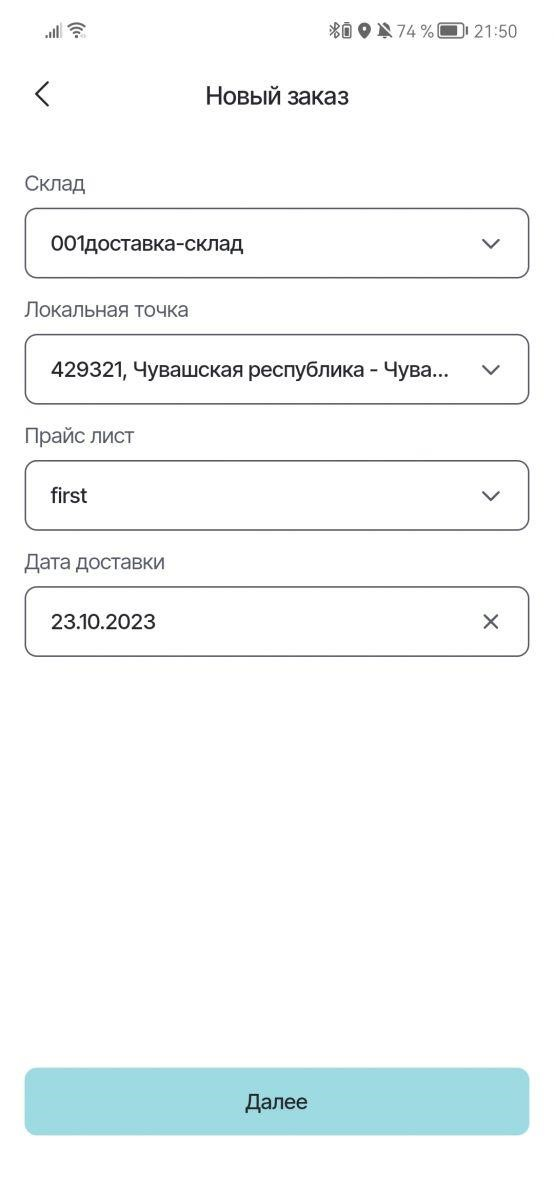 74 % 21:50
Новый заказ
Склад
001доставка-склад
Локальная точка
429321, Чувашская республика - Чува...
Прайс лист
first
Дата доставки
23.10.2023
Далее